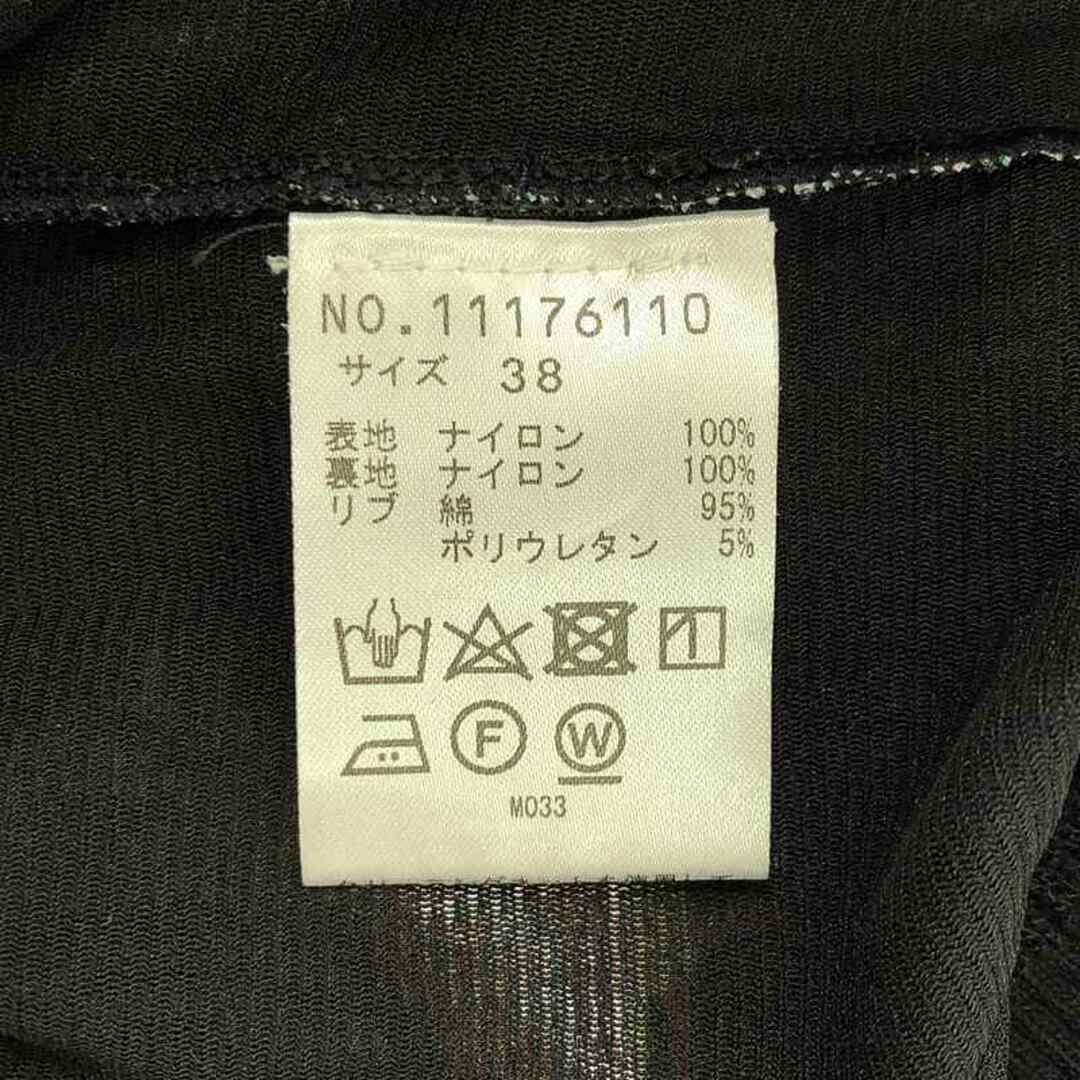 NO.11176110
サイズ 38
表地 ナイロン 100%
裏地 ナイロン 100%
リブ 綿 95%
ポリウレタン 5%
F W
M033